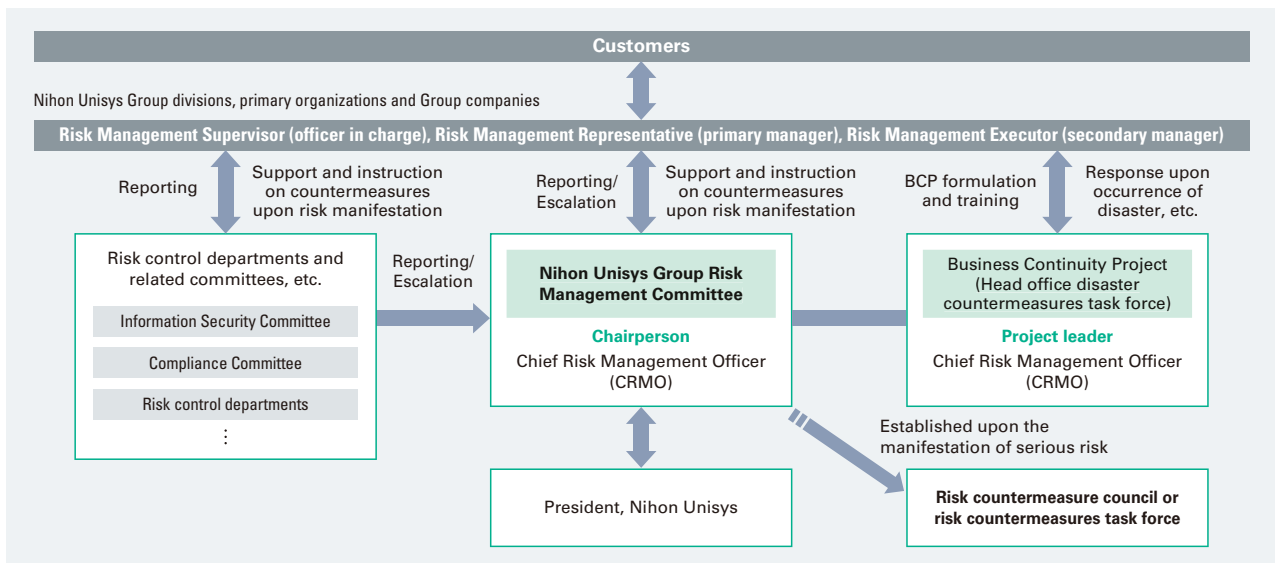 Customers
Nihon Unisys Group divisions, primary organizations and Group companies
Risk Management Supervisor (officer in charge), Risk Management Representative (primary manager), Risk Management Executor (secondary manager)
Reporting
Support and instruction
on countermeasures
upon risk manifestation
Reporting/
Escalation
Support and instruction
on countermeasures
upon risk manifestation
BCP formulation
and training
Response upon
occurrence of
disaster, etc.
Risk control departments and
related committees, etc.
Information Security Committee
Compliance Committee
Risk control departments
⋮
Reporting/
Escalation
Nihon Unisys Group Risk
Management Committee
Chairperson
Chief Risk Management Officer
(CRMO)
Business Continuity Project
(Head office disaster
countermeasures task force)
Project leader
Chief Risk Management Officer
(CRMO)
Established upon the
manifestation of serious risk
President, Nihon Unisys
Risk countermeasure council or
risk countermeasures task force